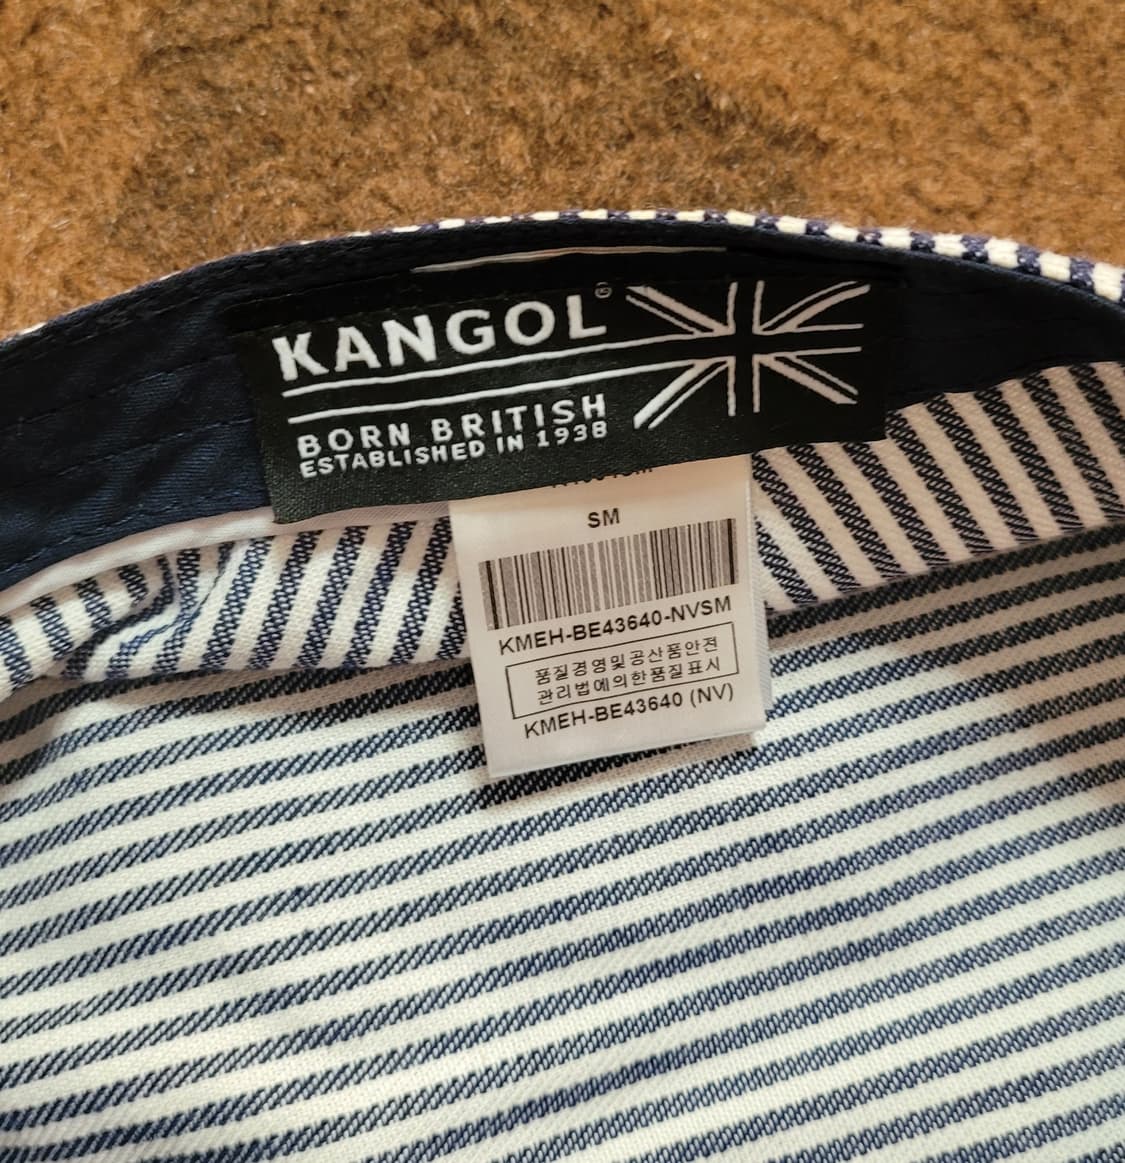 KANGOL
BORN BRITISH
ESTABLISHED IN 1938
SM
KMEH-BE43640-NVSM
품질경영및공산품안전
관리법에의한품질표시
KMEH-BE43640 (NV)